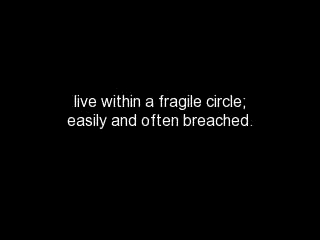 live within a fragile circle;
easily and often breached.